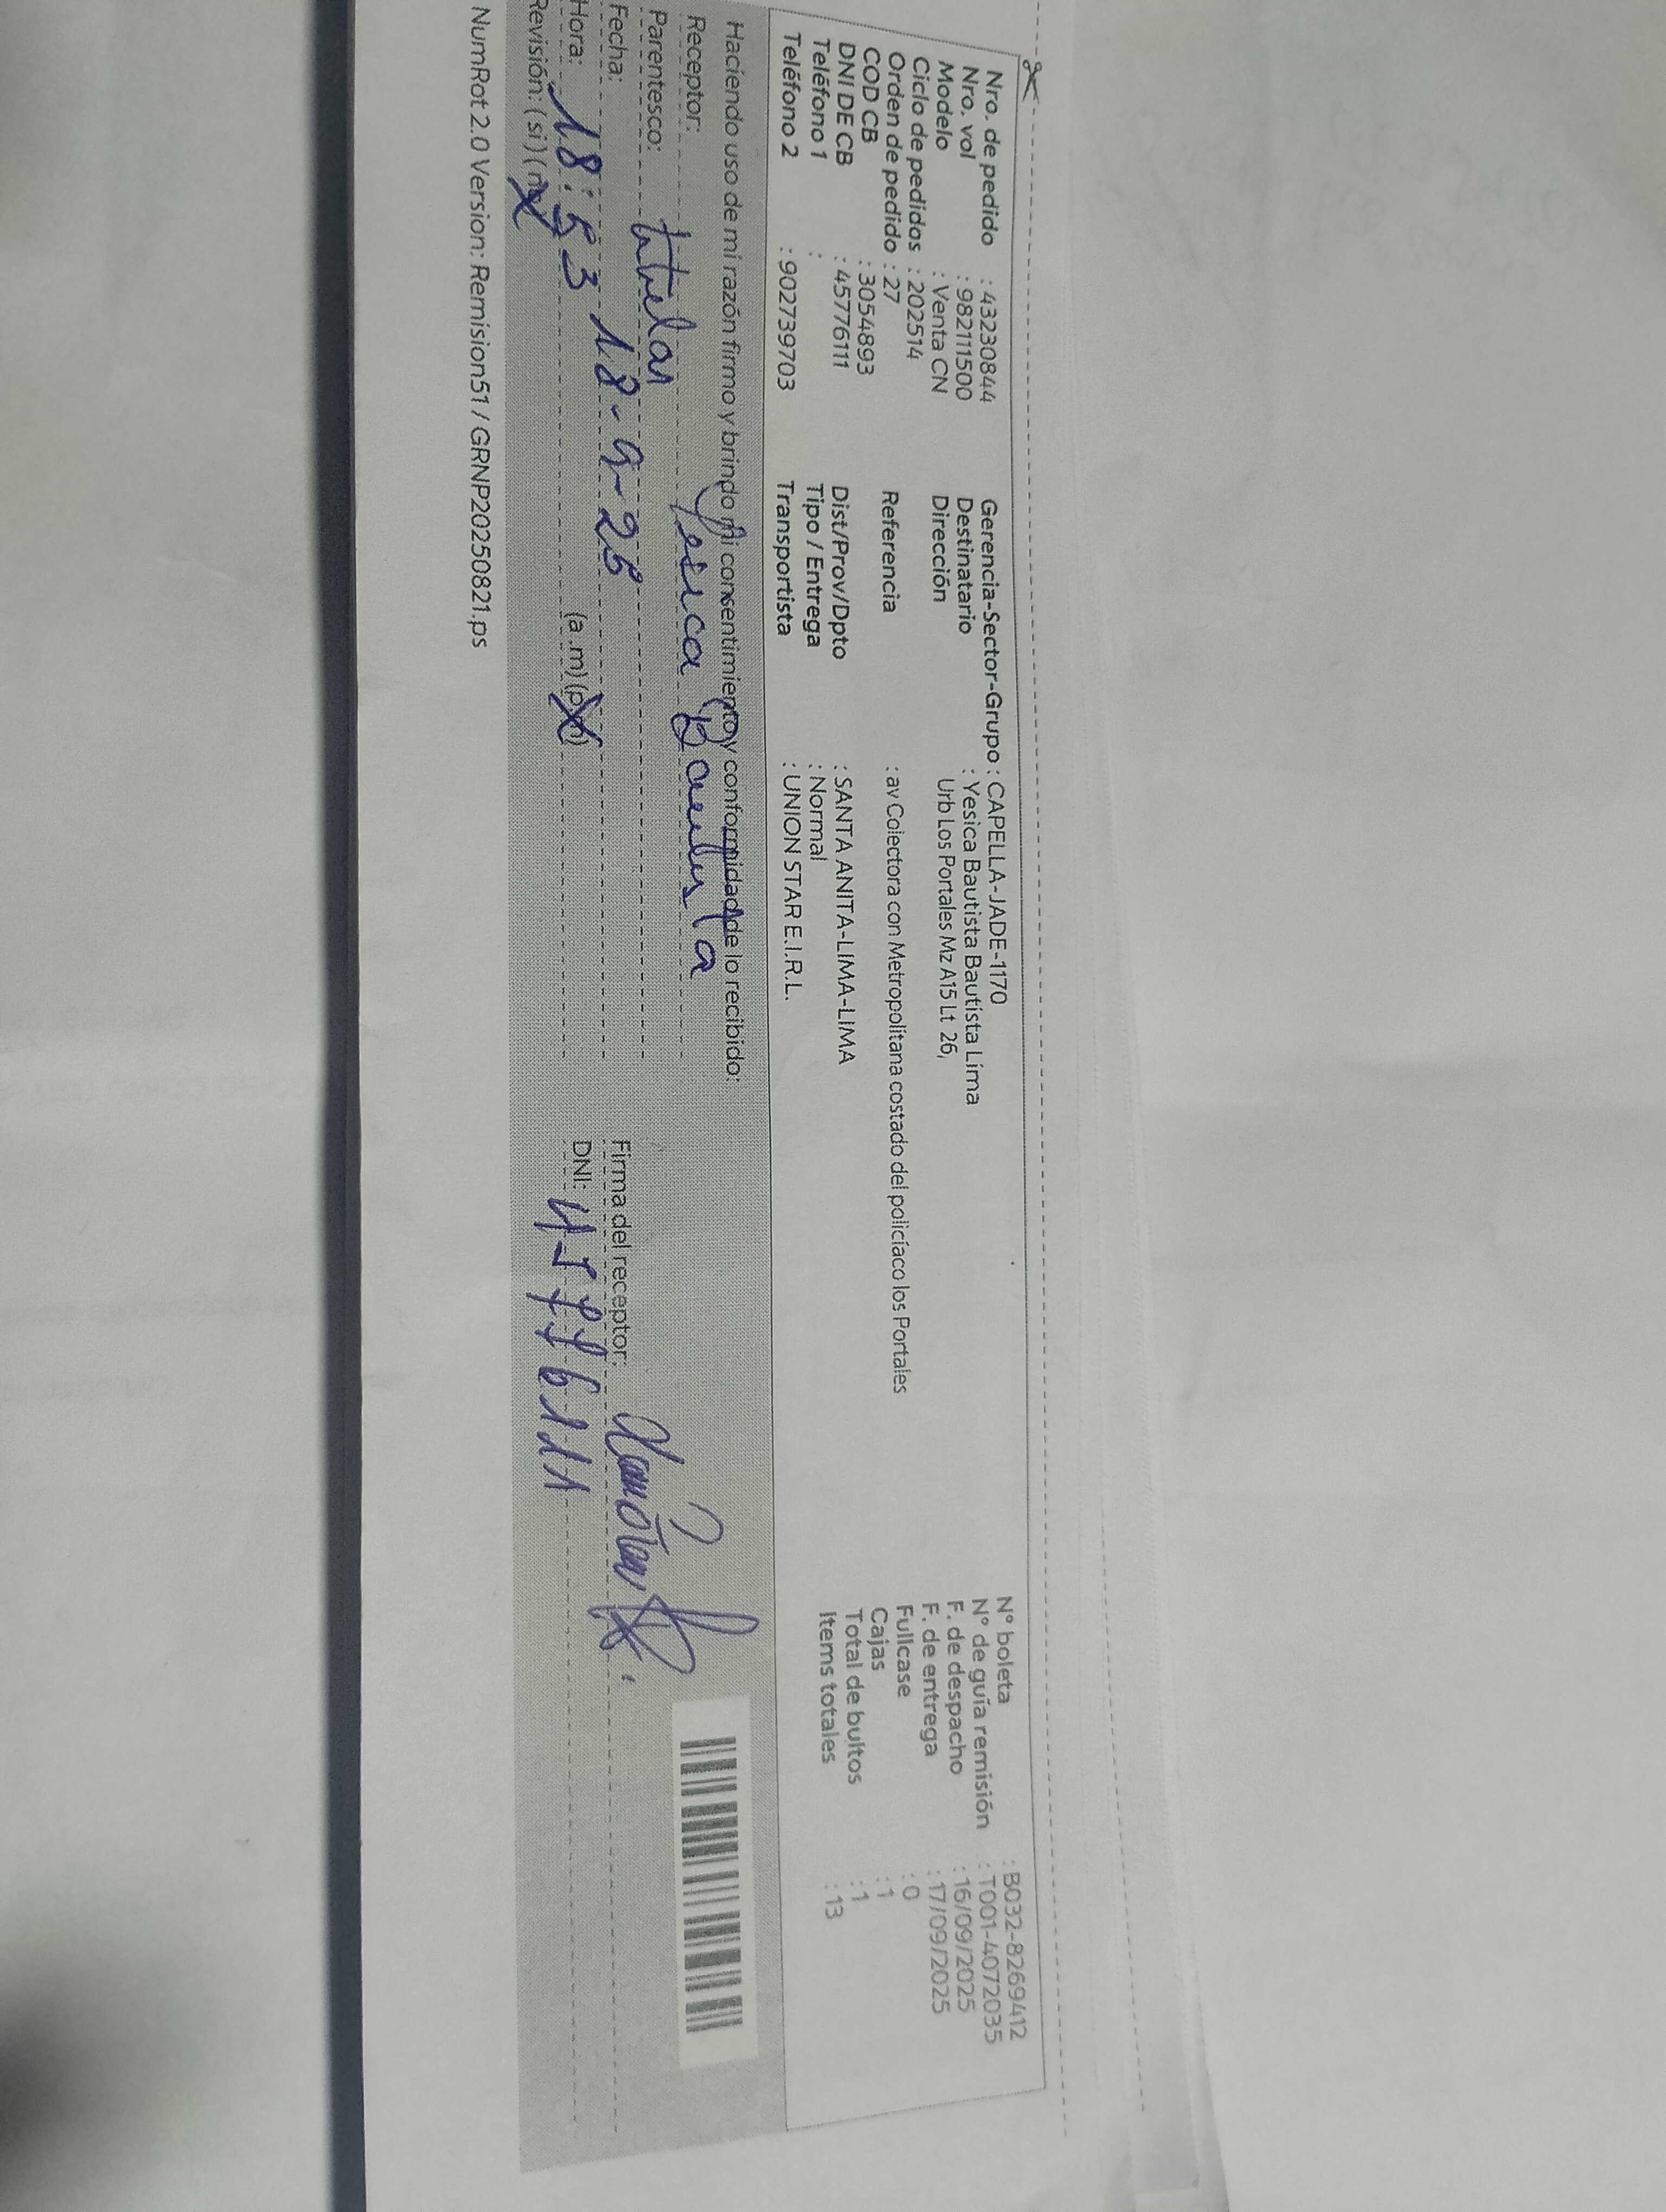 Nro. de pedido : 43230844
Nro. vol : 982111500
Modelo : Venta CN
Ciclo de pedidos : 202514
Orden de pedido : 27
COD CB : 3054893
DNI DE CB : 45776111
Teléfono 1 :
Teléfono 2 : 902739703
Gerencia-Sector-Grupo : CAPELLA-JADE-1170
Destinatario : Yesica Bautista Bautista Lima
Dirección Urb Los Portales Mz A15 Lt 26,
Referencia : av Colectora con Metropolitana costado del policíaco los Portales
Dist/Prov/Dpto : SANTA ANITA-LIMA-LIMA
Tipo / Entrega : Normal
Transportista : UNION STAR E.I.R.L.
N° boleta : B032-8269412
N° de guía remisión : T001-4072035
F. de despacho : 16/09/2025
F. de entrega : 17/09/2025
Fullcase : 0
Cajas : 1
Total de bultos : 1
Items totales : 13
Haciendo uso de mi razón firmo y brindo mi consentimiento y conformidad de lo recibido:
Receptor: Yesica Bautista
Parentesco: titular
Fecha: 18-9-25
Hora: 18:53 (a.m) (p.m)
Revisión: (si) (no)
Firma del receptor:
DNI: 45776111
NumRot 2.0 Version: Remision51 / GRNP20250821.ps